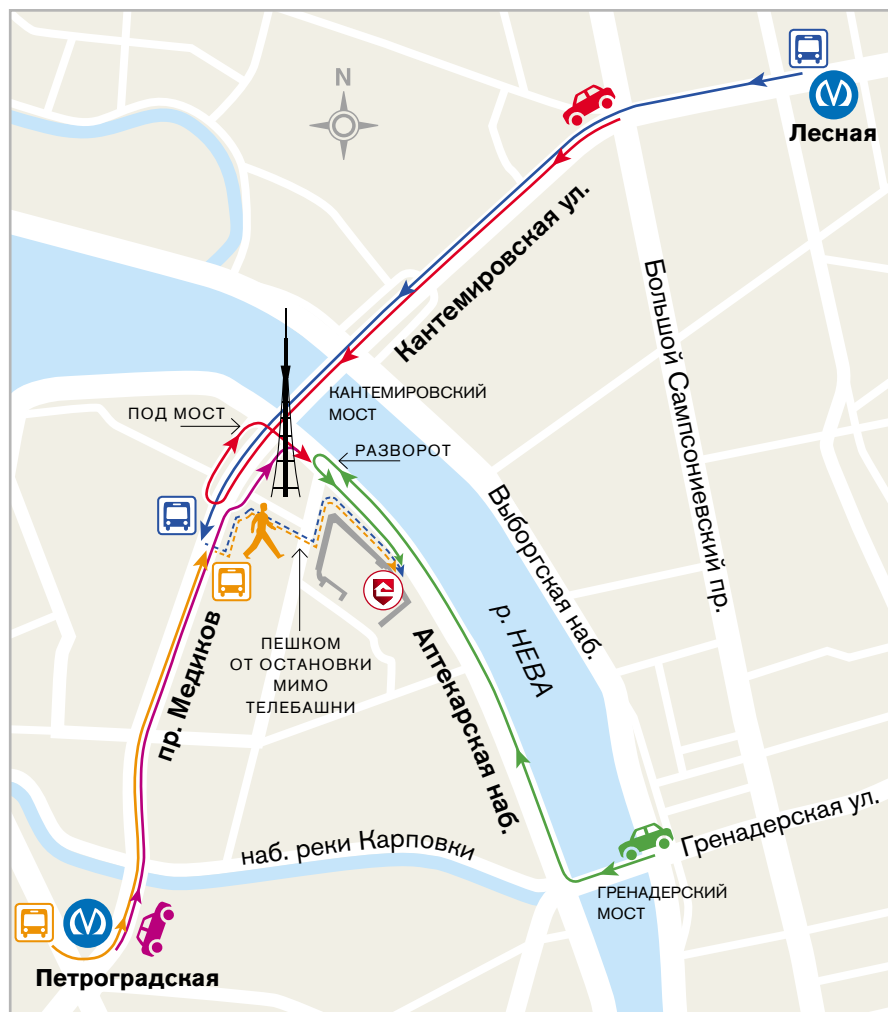 N
Лесная
Кантемировская ул.
Большой Сампсониевский пр.
КАНТЕМИРОВСКИЙ
МОСТ
ПОД МОСТ
РАЗВОРОТ
Выборгская наб.
р. НЕВА
ПЕШКОМ
ОТ ОСТАНОВКИ
МИМО
ТЕЛЕБАШНИ
пр. Медиков
Аптекарская наб.
наб. реки Карповки
Гренадерская ул.
ГРЕНАДЕРСКИЙ
МОСТ
Петроградская